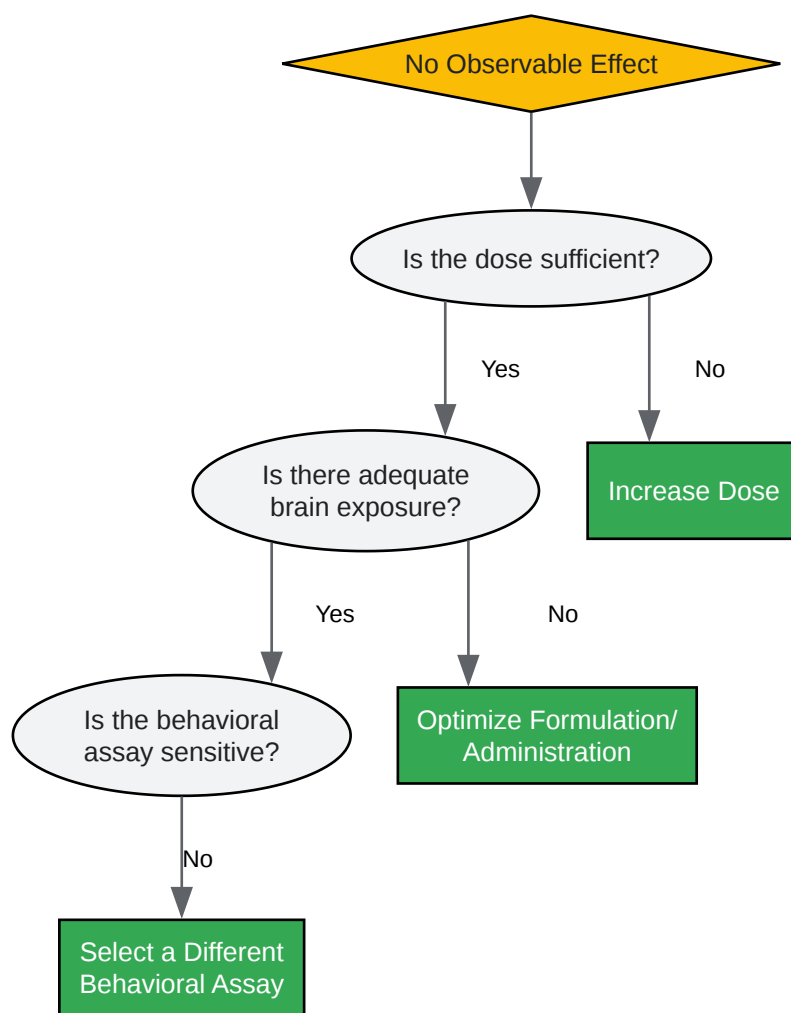 No Observable Effect
Is the dose sufficient?
Yes
No
Is there adequate
brain exposure?
Increase Dose
Yes
No
Is the behavioral
assay sensitive?
Optimize Formulation/
Administration
No
Select a Different
Behavioral Assay